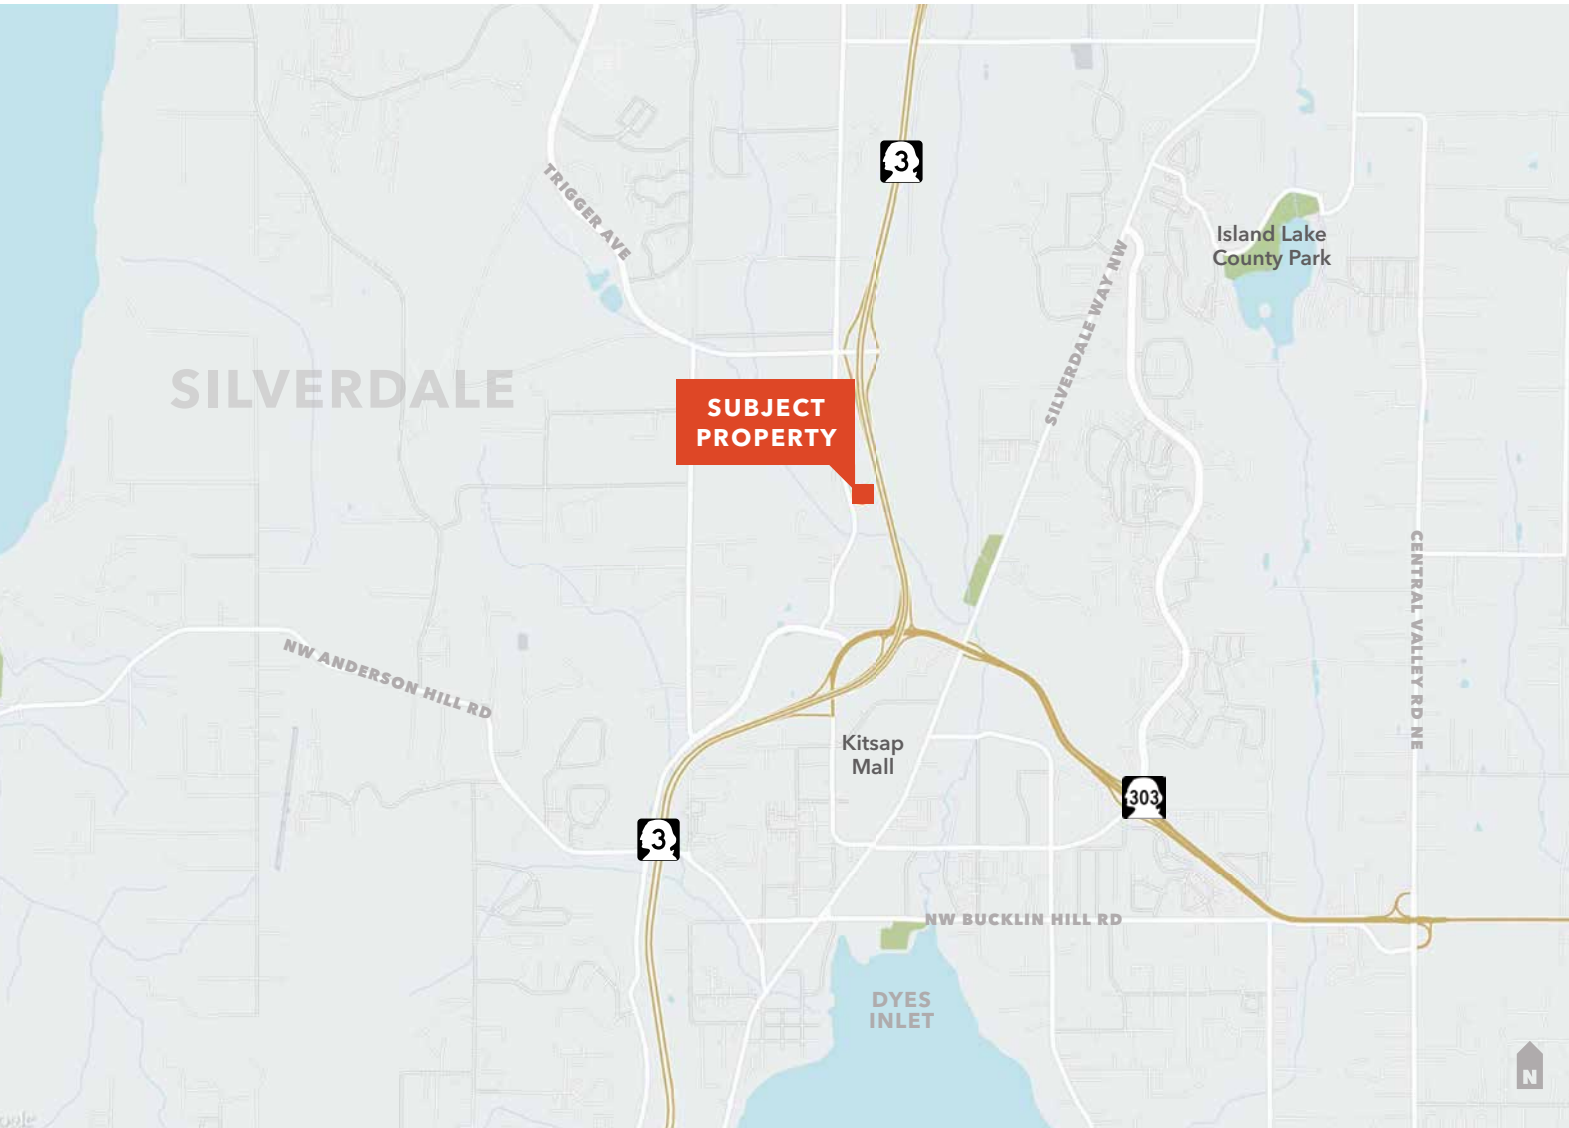 3
TRIGGER AVE
Island Lake
County Park
SILVERDALE WAY NW
SILVERDALE
SUBJECT
PROPERTY
CENTRAL VALLEY RD NE
NW ANDERSON HILL RD
Kitsap
Mall
303
3
NW BUCKLIN HILL RD
DYES
INLET
N